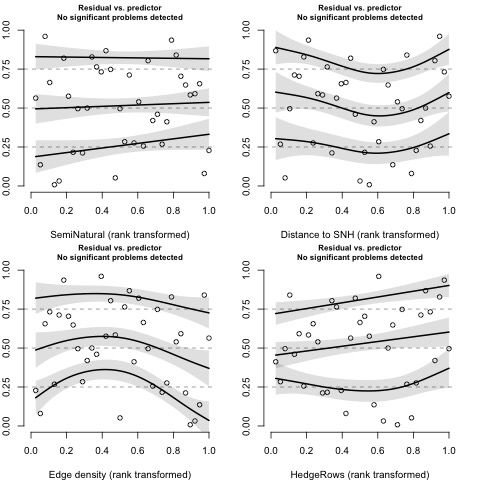 Residual vs. predictor
No significant problems detected
0.00 0.25 0.50 0.75 1.00
0.0 0.2 0.4 0.6 0.8 1.0
SemiNatural (rank transformed)
Residual vs. predictor
No significant problems detected
0.00 0.25 0.50 0.75 1.00
0.0 0.2 0.4 0.6 0.8 1.0
Distance to SNH (rank transformed)
Residual vs. predictor
No significant problems detected
0.00 0.25 0.50 0.75 1.00
0.0 0.2 0.4 0.6 0.8 1.0
Edge density (rank transformed)
Residual vs. predictor
No significant problems detected
0.00 0.25 0.50 0.75 1.00
0.0 0.2 0.4 0.6 0.8 1.0
HedgeRows (rank transformed)